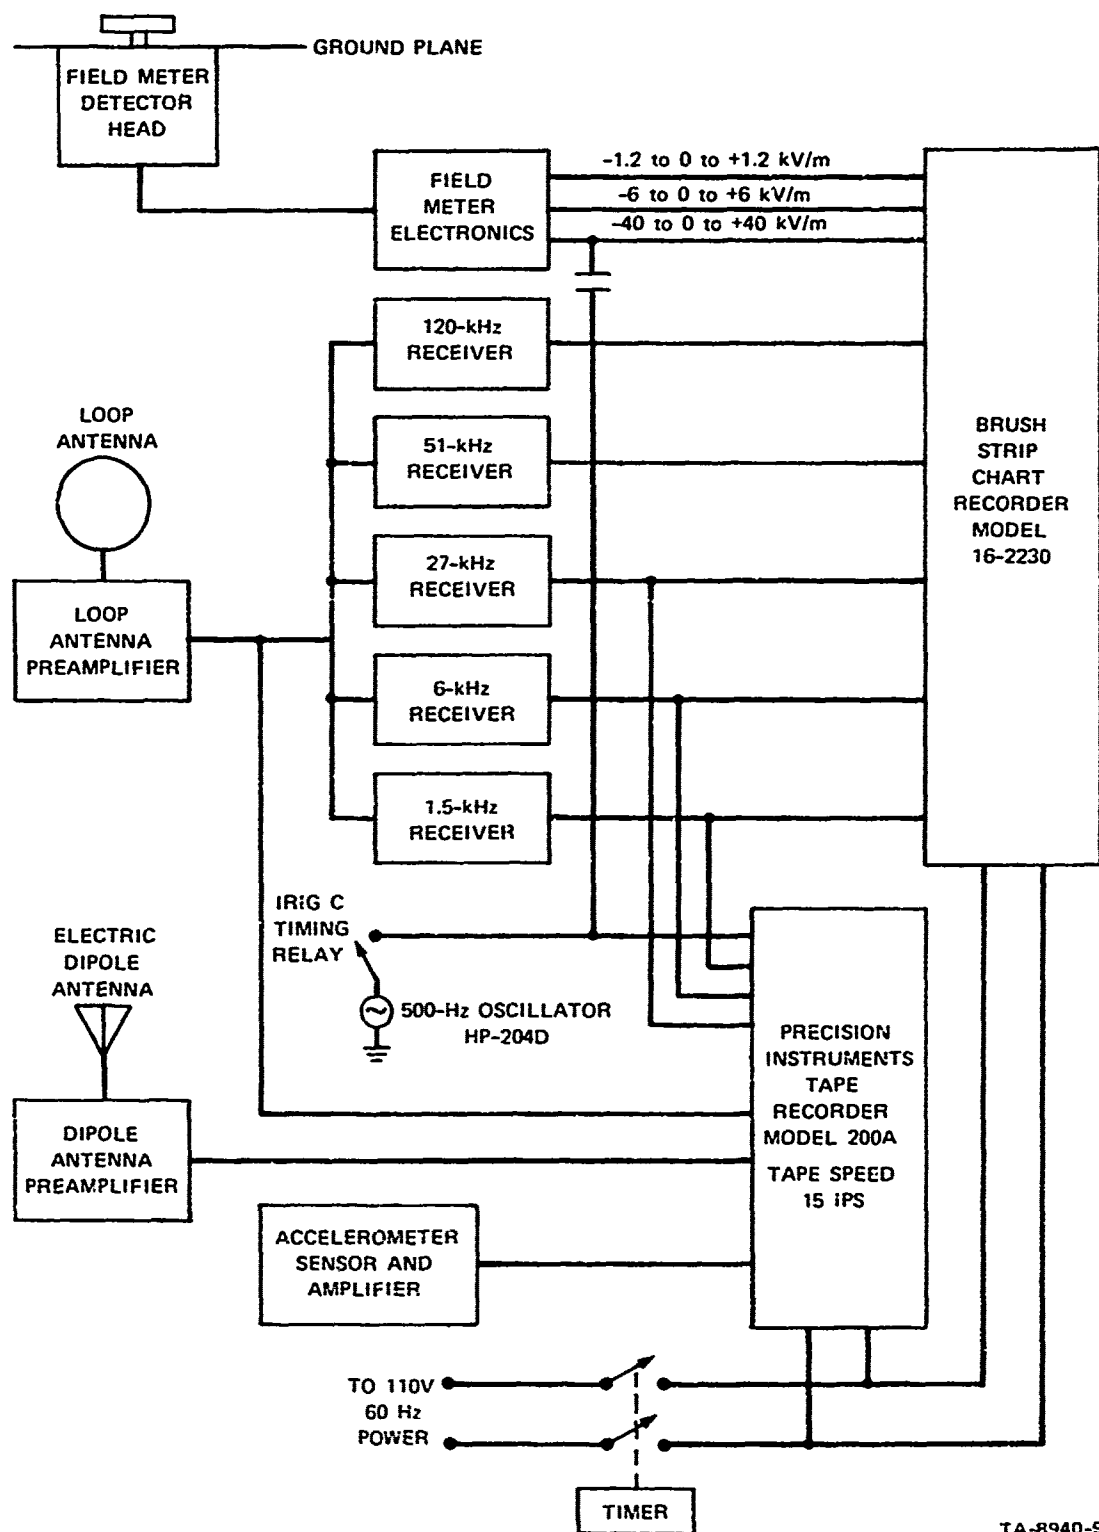 GROUND PLANE
FIELD METER
DETECTOR
HEAD
FIELD
METER
ELECTRONICS
-1.2 to 0 to +1.2 kV/m
-6 to 0 to +6 kV/m
-40 to 0 to +40 kV/m
120-kHz
RECEIVER
LOOP
ANTENNA
51-kHz
RECEIVER
BRUSH
STRIP
CHART
RECORDER
MODEL
16-2230
27-kHz
RECEIVER
LOOP
ANTENNA
PREAMPLIFIER
6-kHz
RECEIVER
1.5-kHz
RECEIVER
IRIG C
TIMING
RELAY
ELECTRIC
DIPOLE
ANTENNA
500-Hz OSCILLATOR
HP-204D
PRECISION
INSTRUMENTS
TAPE
RECORDER
MODEL 200A
TAPE SPEED
15 iPS
DIPOLE
ANTENNA
PREAMPLIFIER
ACCELEROMETER
SENSOR AND
AMPLIFIER
TO 110V
60 Hz
POWER
TIMER